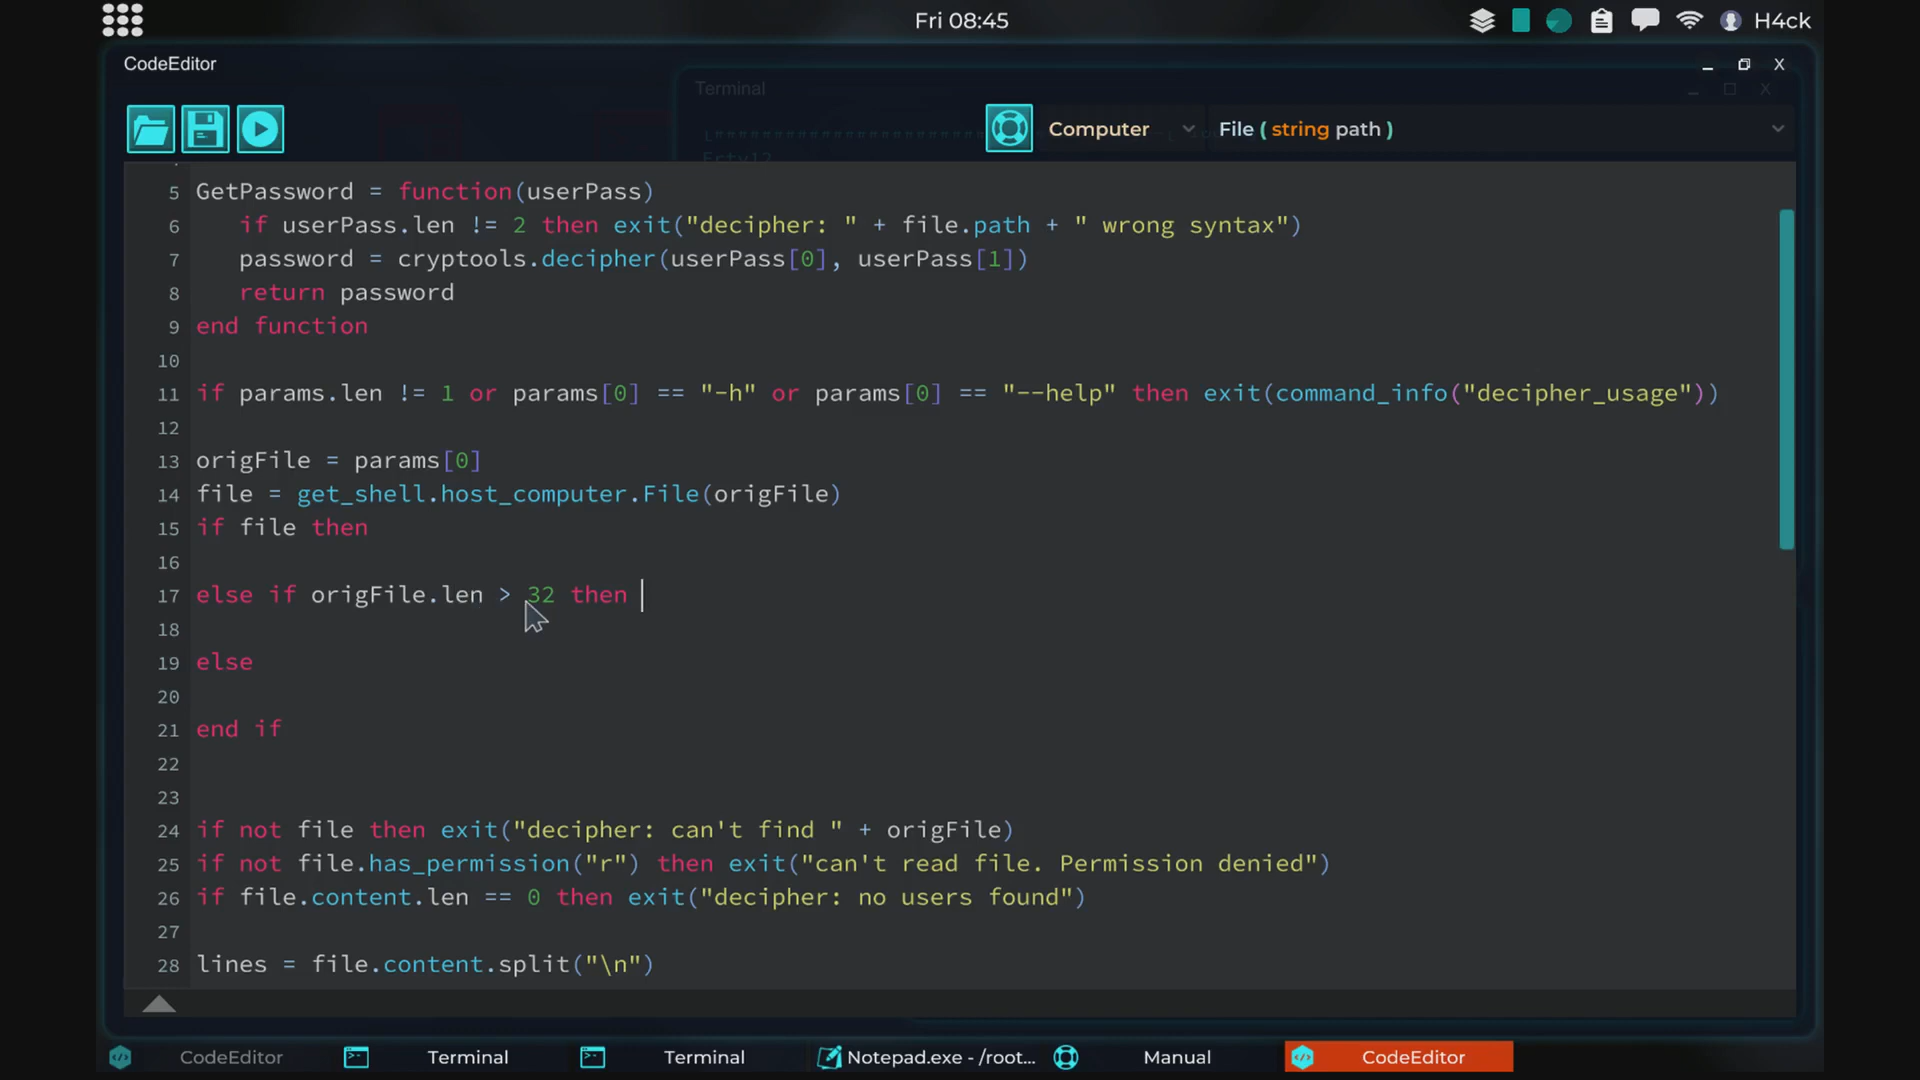 Fri 08:45
H4ck
CodeEditor
Terminal
Computer
File ( string path )
5 GetPassword = function(userPass)
6 if userPass.len != 2 then exit("decipher: " + file.path + " wrong syntax")
7 password = cryptools.decipher(userPass[0], userPass[1])
8 return password
9 end function
10
11 if params.len != 1 or params[0] == "-h" or params[0] == "--help" then exit(command_info("decipher_usage"))
12
13 origFile = params[0]
14 file = get_shell.host_computer.File(origFile)
15 if file then
16
17 else if origFile.len > 32 then
18
19 else
20
21 end if
22
23
24 if not file then exit("decipher: can't find " + origFile)
25 if not file.has_permission("r") then exit("can't read file. Permission denied")
26 if file.content.len == 0 then exit("decipher: no users found")
27
28 lines = file.content.split("\n")
CodeEditor
Terminal
Terminal
Notepad.exe - /root...
Manual
CodeEditor